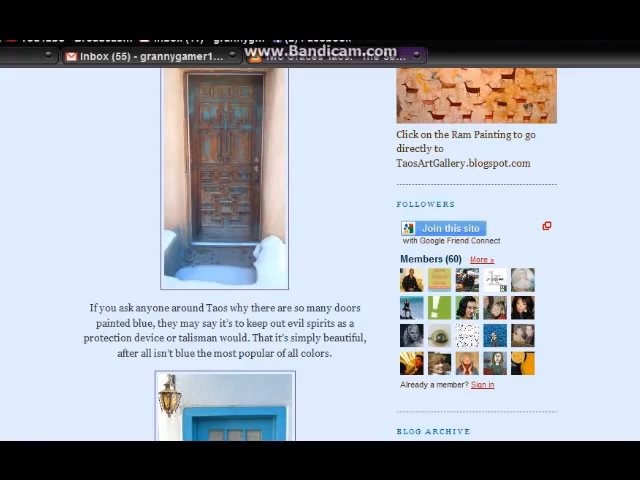 www.Bandicam.com
Inbox (55) - grannygamer1...
Click on the Ram Painting to go
directly to
TaosArtGallery.blogspot.com
FOLLOWERS
Join this site
with Google Friend Connect
Members (60) More »
Already a member? Sign in
BLOG ARCHIVE
If you ask anyone around Taos why there are so many doors
painted blue, they may say it's to keep out evil spirits as a
protection device or talisman would. That it's simply beautiful,
after all isn't blue the most popular of all colors.